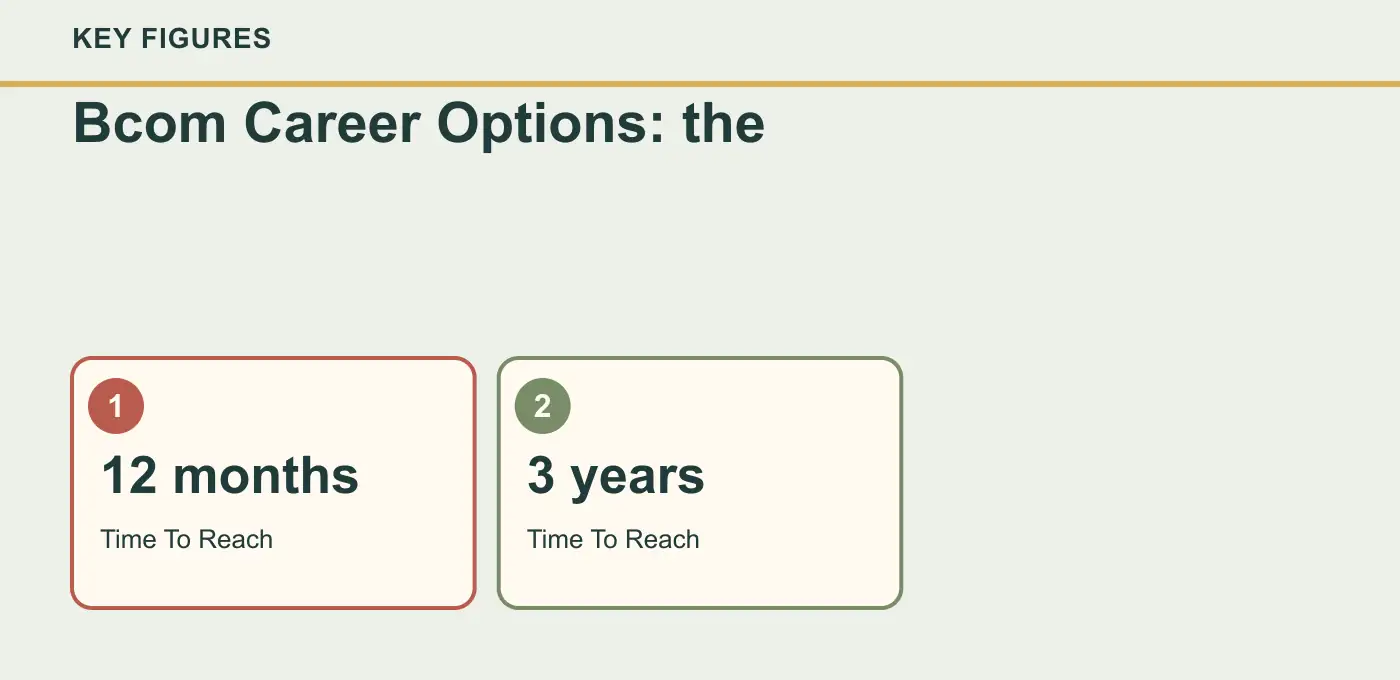 KEY FIGURES
Bcom Career Options: the
1
12 months
Time To Reach
2
3 years
Time To Reach